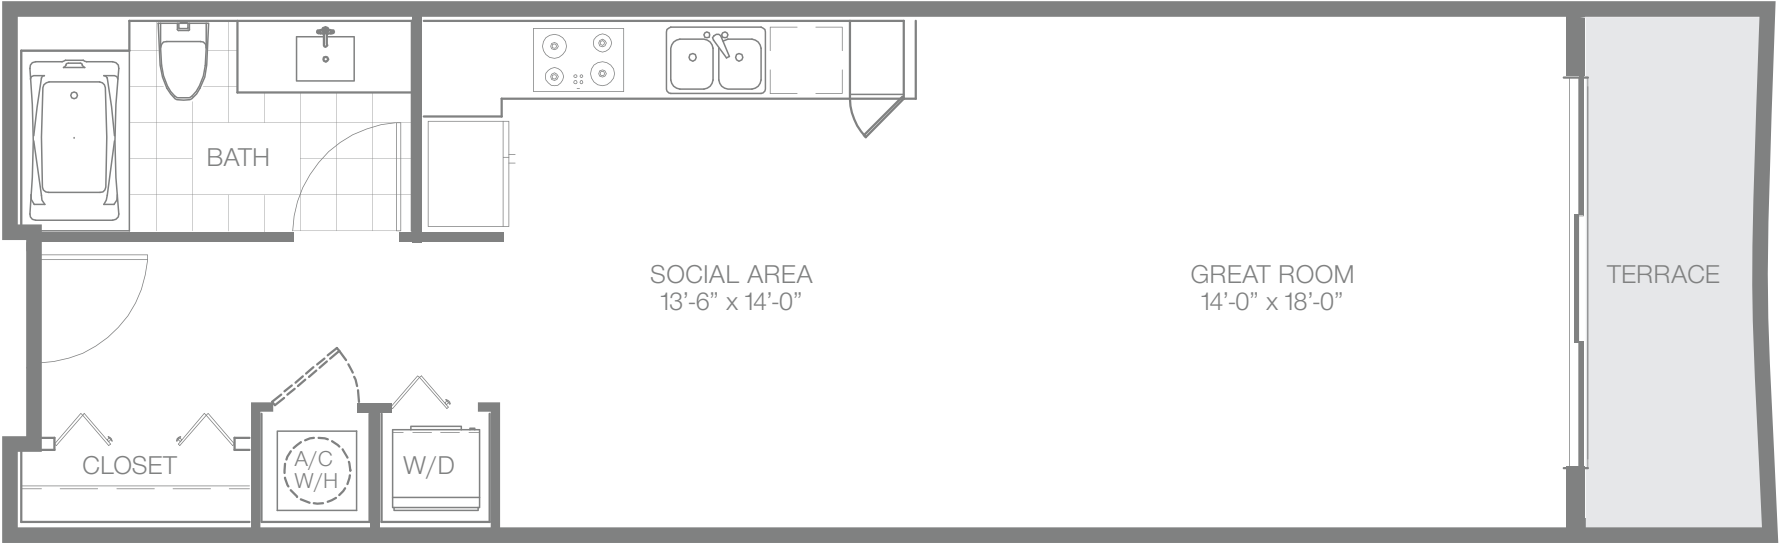 BATH
SOCIAL AREA
13’-6” x 14’-0”
GREAT ROOM
14’-0” x 18’-0”
TERRACE
CLOSET
A/C
W/H
W/D